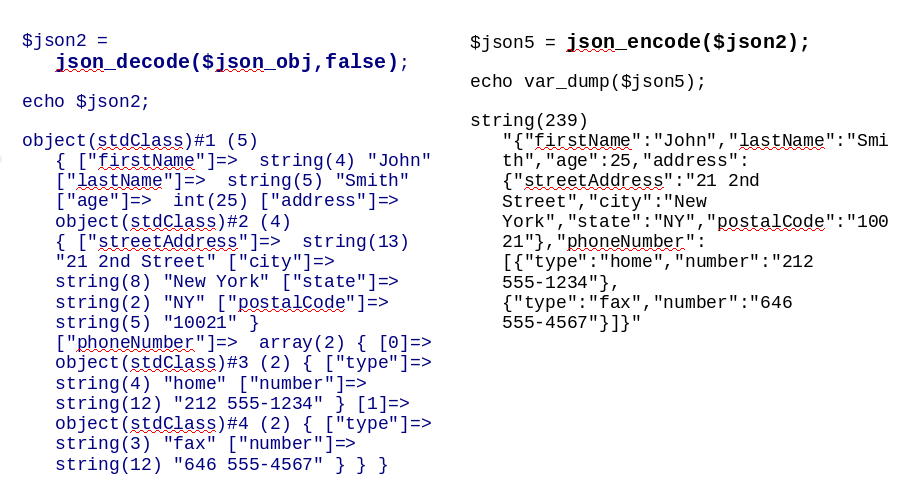 $json2 =
json_decode($json_obj,false);
echo $json2;
object(stdClass)#1 (5)
{ ["firstName"]=>  string(4) "John"
["lastName"]=>  string(5) "Smith"
["age"]=>  int(25) ["address"]=>
object(stdClass)#2 (4)
{ ["streetAddress"]=>  string(13)
"21 2nd Street" ["city"]=>
string(8) "New York" ["state"]=>
string(2) "NY" ["postalCode"]=>
string(5) "10021" }
["phoneNumber"]=>  array(2) { [0]=>
object(stdClass)#3 (2) { ["type"]=>
string(4) "home" ["number"]=>
string(12) "212 555-1234" } [1]=>
object(stdClass)#4 (2) { ["type"]=>
string(3) "fax" ["number"]=>
string(12) "646 555-4567" } } }
$json5 = json_encode($json2);
echo var_dump($json5);
string(239)
"{"firstName":"John","lastName":"Smi
th","age":25,"address":
{"streetAddress":"21 2nd
Street","city":"New
York","state":"NY","postalCode":"100
21"},"phoneNumber":
[{"type":"home","number":"212
555-1234"},
{"type":"fax","number":"646
555-4567"}]}"